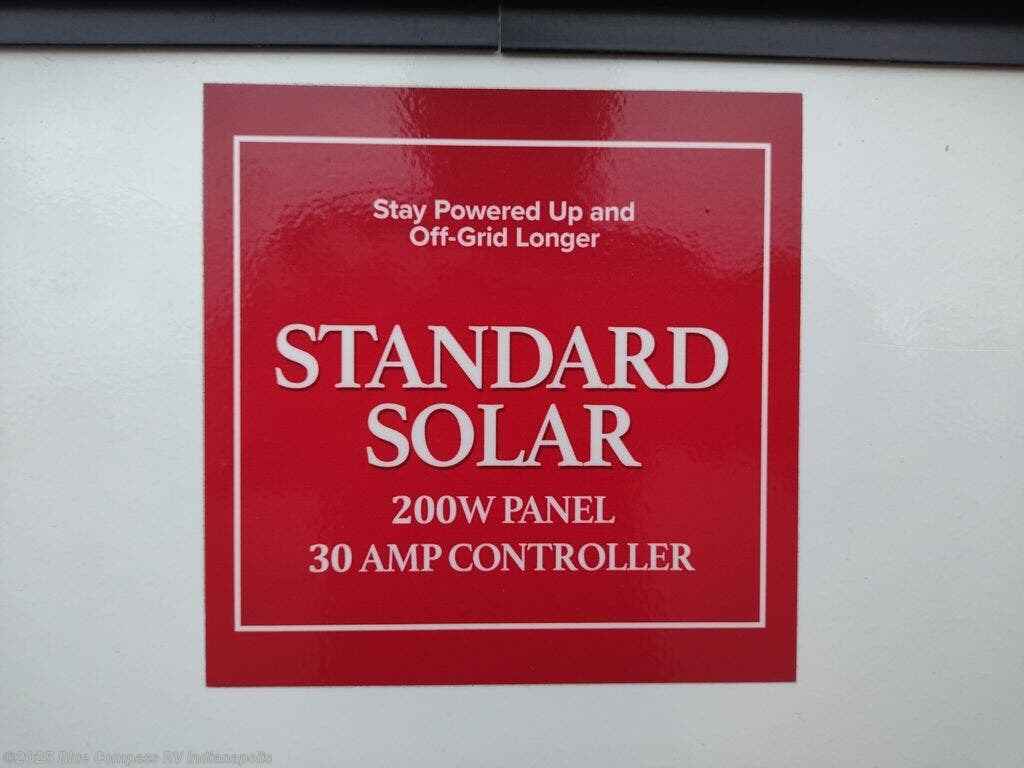 Stay Powered Up and
Off-Grid Longer
STANDARD
SOLAR
200W PANEL
30 AMP CONTROLLER
©2025 Blue Compass RV Indianapolis